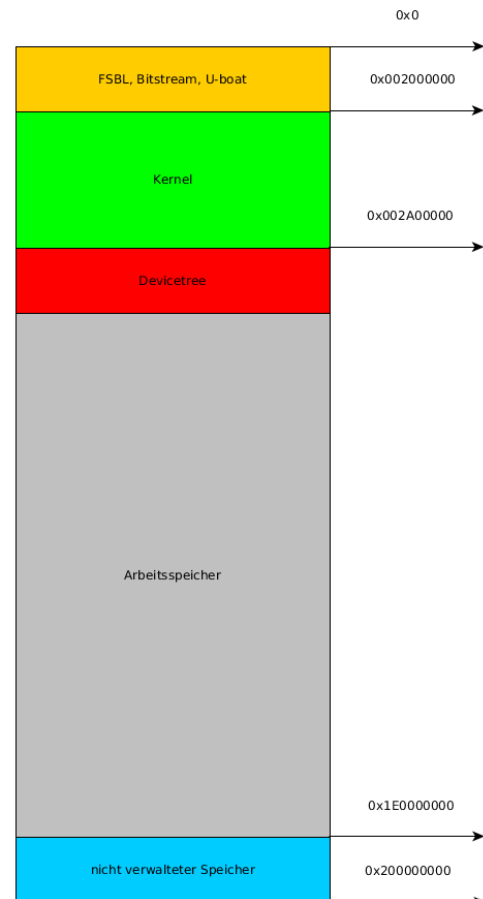 0x0
FSBL, Bitstream, U-boat
0x002000000
Kernel
0x002A00000
Devicetree
Arbeitsspeicher
0x1E0000000
nicht verwalteter Speicher
0x200000000